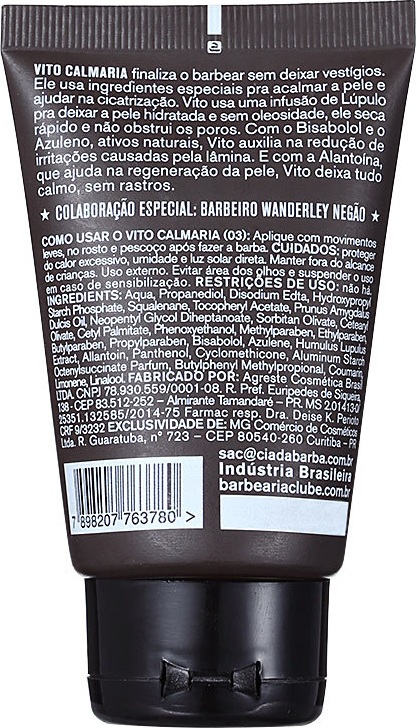 VITO CALMARIA finaliza o barbear sem deixar vestígios.
Ele usa ingredientes especiais pra acalmar a pele e
ajudar na cicatrização. Vito usa uma infusão de Lúpulo
pra deixar a pele hidratada e sem oleosidade, ele seca
rápido e não obstrui os poros. Com o Bisabolol e o
Azuleno, ativos naturais, Vito auxilia na redução de
irritações causadas pela lâmina. E com a Alantoína,
que ajuda na regeneração da pele, Vito deixa tudo
calmo, sem rastros.
★ COLABORAÇÃO ESPECIAL: BARBEIRO WANDERLEY NEGÃO ★
COMO USAR O VITO CALMARIA (03): Aplique com movimentos
leves, no rosto e pescoço após fazer a barba. CUIDADOS: proteger
do calor excessivo, umidade e luz solar direta. Manter fora do alcance
de crianças. Uso externo. Evitar área dos olhos e suspender o uso
em caso de sensibilização. RESTRIÇÕES DE USO: não há.
INGREDIENTS: Aqua, Propanediol, Disodium Edta, Hydroxypropyl
Starch Phosphate, Squalenane, Tocopheryl Acetate, Prunus Amygdalus
Dulcis Oil, Neopentyl Glycol Diheptanoate, Sorbitan Olivate, Cetearyl
Olivate, Cetyl Palmitate, Phenoxyethanol, Methylparaben, Ethylparaben,
Butylparaben, Propylparaben, Bisabolol, Azulene, Humulus Lupulus
Extract, Allantoin, Panthenol, Cyclomethicone, Aluminum Starch
Octenylsuccinate, Parfum, Butylphenyl Methylpropional, Coumarin,
Limonene, Linalool. FABRICADO POR: Agreste Cosmética Brasil
LTDA. CNPJ 78.930.559/0001-08. R. Pref. Eurípedes de Siqueira,
138 - CEP 83.512-252 – Almirante Tamandaré – PR. MS 2.01430/
25351.132585/2014-75 Farmac resp. Dra. Deise K. Perioto
CRF 9/3232 EXCLUSIVIDADE DE: MG Comércio de Cosméticos
Ltda. R. Guaratuba, nº 723 – CEP 80540-260 Curitiba - PR
sac@ciadabarba.com.br
Indústria Brasileira
barbeariaclube.com.br
7 898207 763780 >